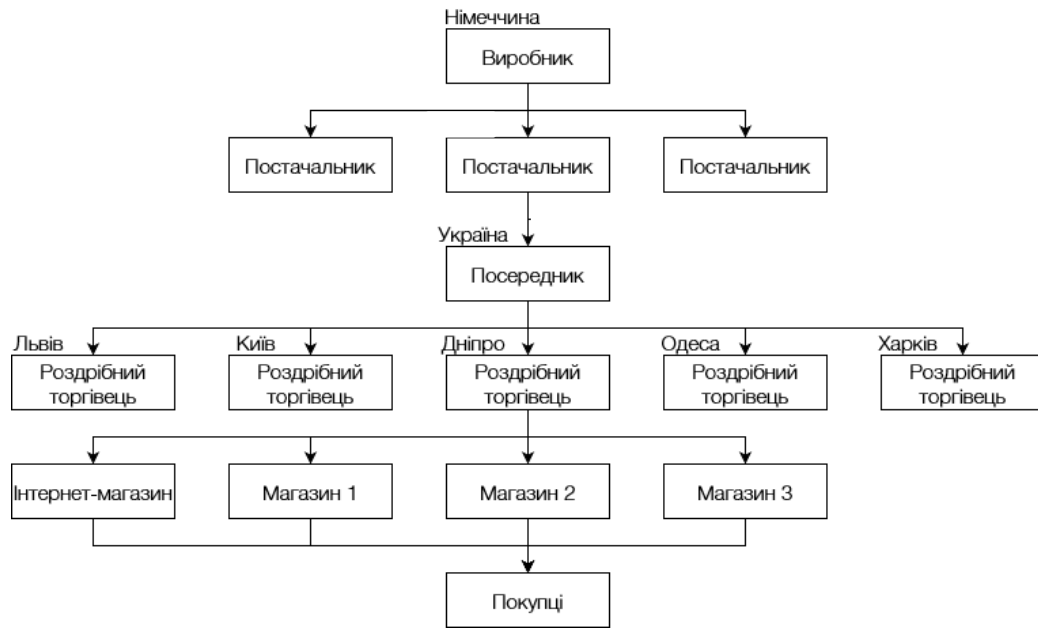 Німеччина
Виробник
Постачальник
Постачальник
Постачальник
Україна
Посередник
Львів
Київ
Дніпро
Одеса
Харків
Роздрібний
торгівець
Роздрібний
торгівець
Роздрібний
торгівець
Роздрібний
торгівець
Роздрібний
торгівець
Інтернет-магазин
Магазин 1
Магазин 2
Магазин 3
Покупці